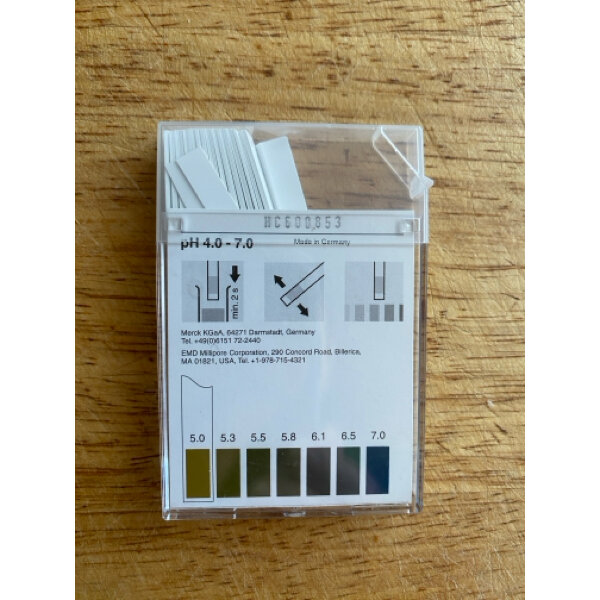 HC600853
pH 4.0 - 7.0 Made in Germany
min. 2 s
Merck KGaA, 64271 Darmstadt, Germany
Tel. +49(0)6151 72-2440
EMD Millipore Corporation, 290 Concord Road, Billerica,
MA 01821, USA, Tel. +1-978-715-4321
5.0 5.3 5.5 5.8 6.1 6.5 7.0